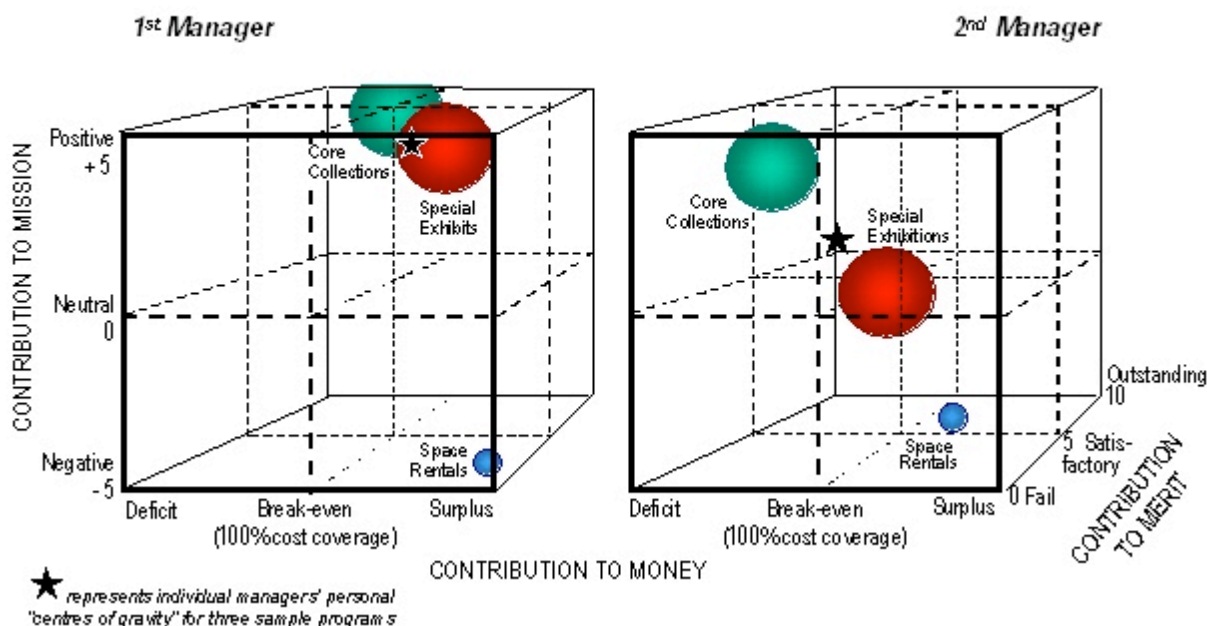 1st Manager
2nd Manager
CONTRIBUTION TO MISSION
Positive
+ 5
Neutral
0
Negative
- 5
Core
Collections
Special
Exhibits
Space
Rentals
Deficit
Break-even
(100% cost coverage)
Surplus
Core
Collections
Special
Exhibitions
Space
Rentals
Deficit
Break-even
(100% cost coverage)
Surplus
Outstanding
10
5 Satis-
factory
0 Fail
CONTRIBUTION
TO MERIT
CONTRIBUTION TO MONEY
represents individual managers' personal
"centres of gravity" for three sample programs